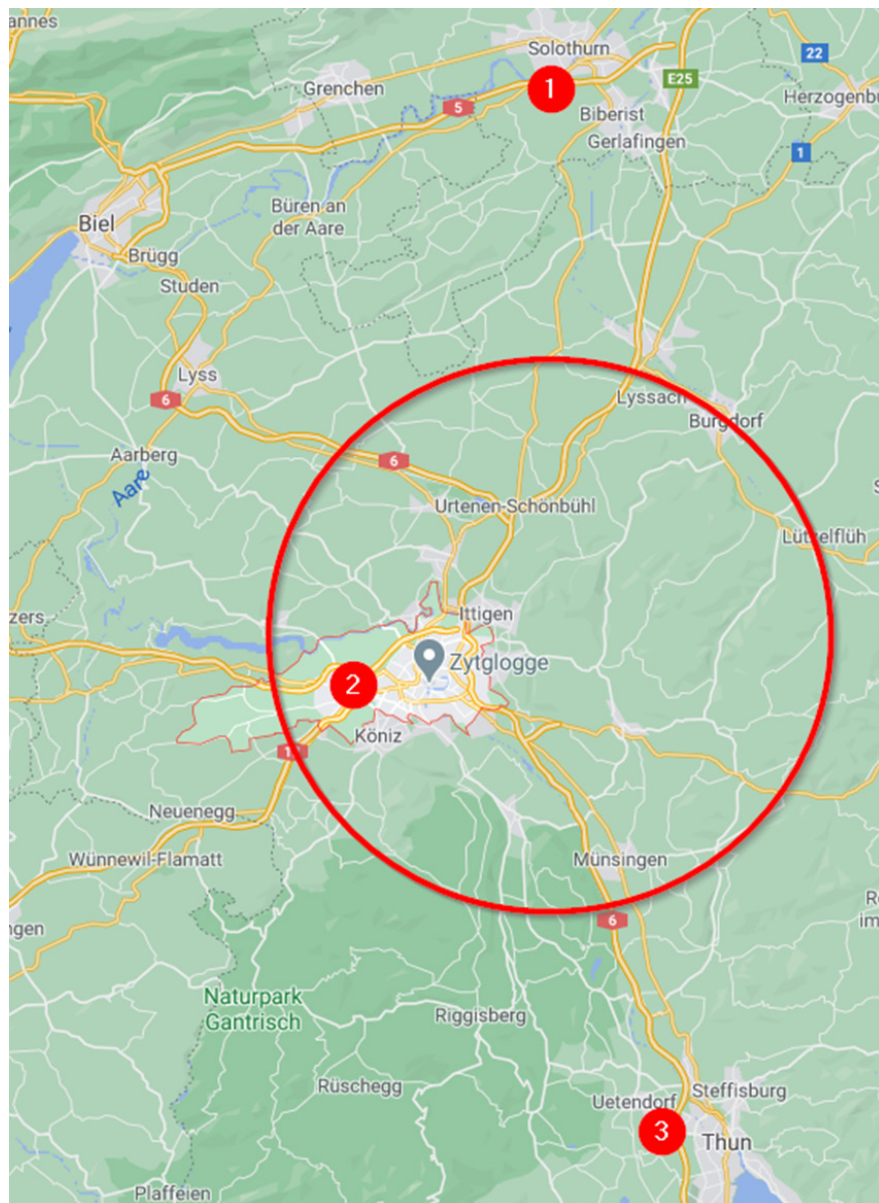 annes
Solothurn
1
22
E25
Grenchen
5
Herzogenbu
Biberist
Gerlafingen
1
Büren an
der Aare
Biel
Brügg
Studen
Lyss
6
Lyssach
Burgdorf
Aarberg
6
Aare
Urtenen-Schönbühl
Lützelflüh
zers
Ittigen
Zytglogge
2
Köniz
1
Neuenegg
Wünnewil-Flamatt
Münsingen
Re
im
6
ngen
Naturpark
Gantrisch
Riggisberg
Rüschegg
Uetendorf
Steffisburg
3
Thun
Plaffeien